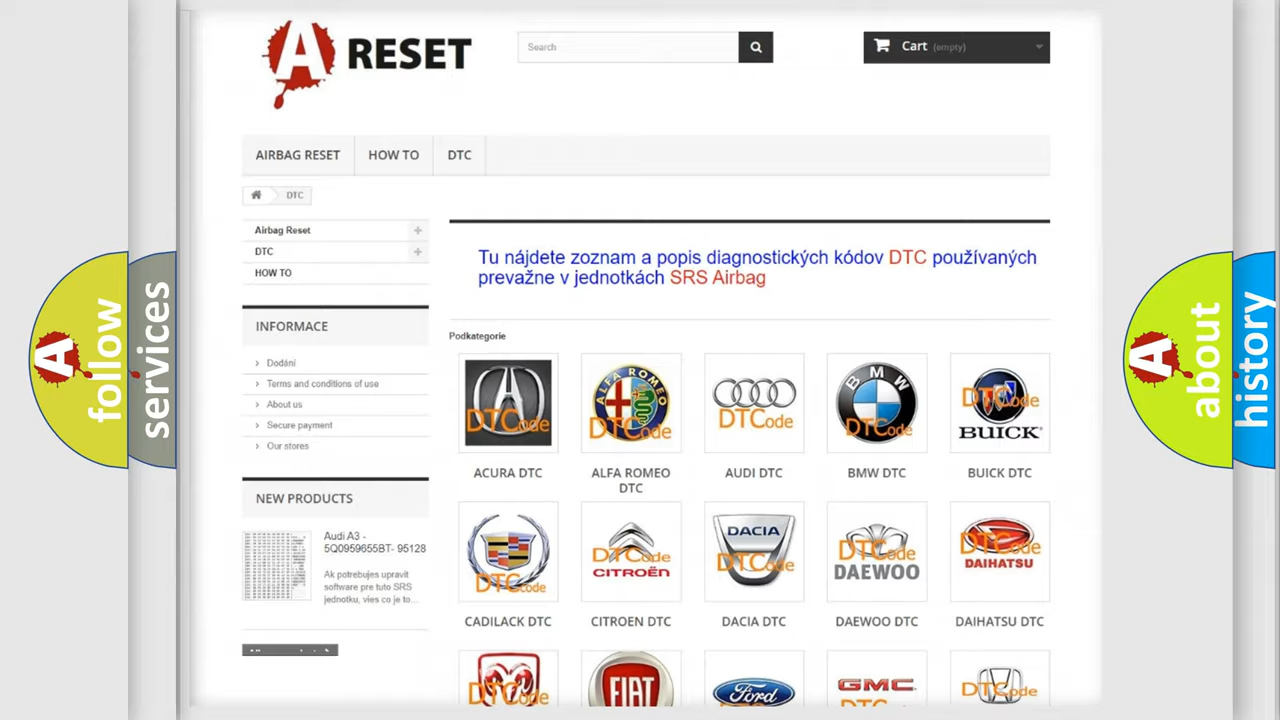 A RESET
Search
Cart (empty)
AIRBAG RESET
HOW TO
DTC
DTC
Airbag Reset
DTC
HOW TO
INFORMACE
Dodání
Terms and conditions of use
About us
Secure payment
Our stores
NEW PRODUCTS
Audi A3 -
5Q0959655BT- 95128
Ak potrebujes upravit
software pre tuto SRS
jednotku, vies co je to...
Tu nájdete zoznam a popis diagnostických kódov DTC používaných
prevažne v jednotkách SRS Airbag
Podkategorie
DTCode
ALFA ROMEO
DTCode
DTCode
BMW
DTCode
DTCode
BUICK
ACURA DTC
ALFA ROMEO
DTC
AUDI DTC
BMW DTC
BUICK DTC
DTCode
DTCode
CITROËN
DACIA
DTCode
DTCode
DAEWOO
DTCode
DAIHATSU
CADILACK DTC
CITROEN DTC
DACIA DTC
DAEWOO DTC
DAIHATSU DTC
DTCode
FIAT
Ford
GMC
DTCode
A
follow
services
A
about
history